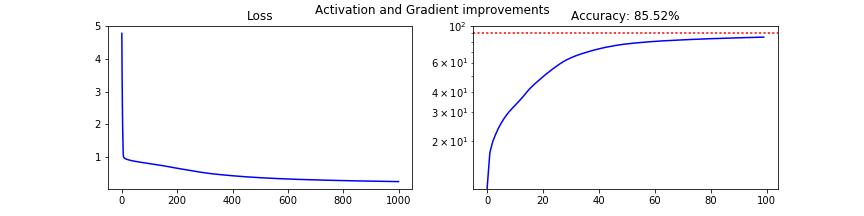 Activation and Gradient improvements
Loss
5
4
3
2
1
0 200 400 600 800 1000
Accuracy: 85.52%
10²
6 × 10¹
4 × 10¹
3 × 10¹
2 × 10¹
0 20 40 60 80 100